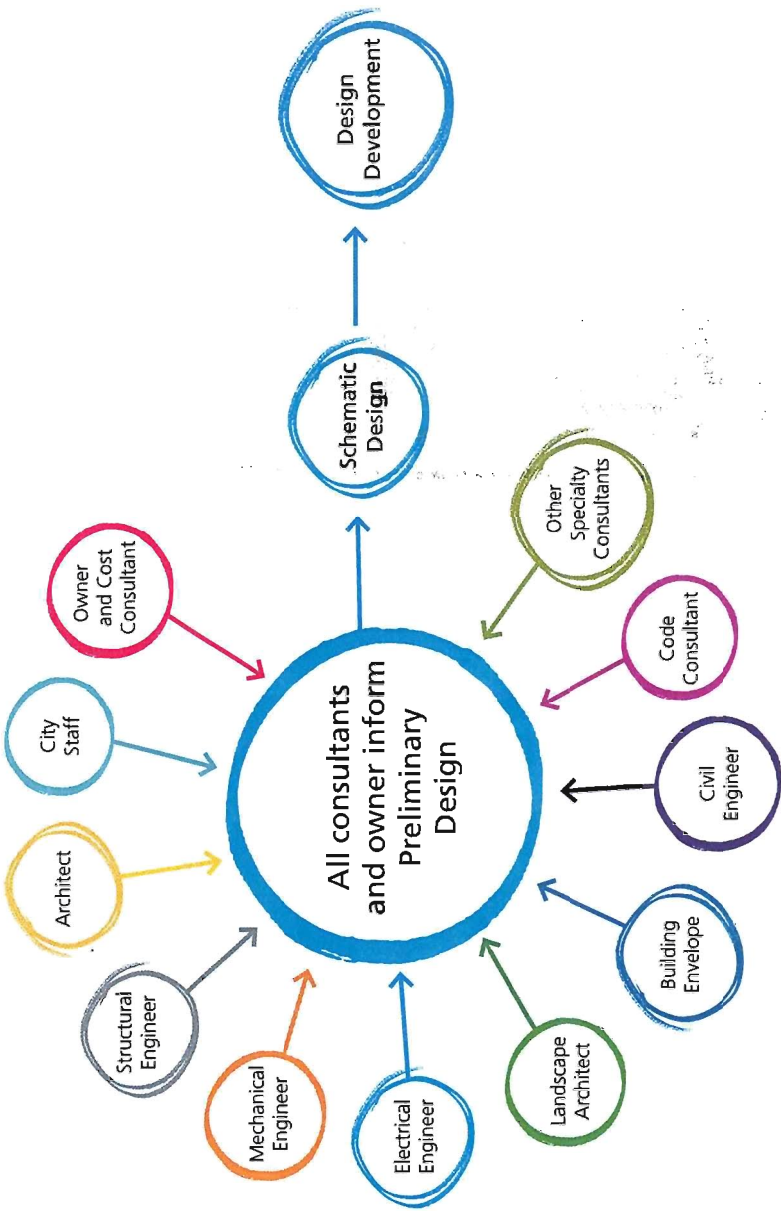 Owner
and Cost
Consultant
City
Staff
Architect
Structural
Engineer
Mechanical
Engineer
Electrical
Engineer
Landscape
Architect
Building
Envelope
Civil
Engineer
Code
Consultant
Other
Specialty
Consultants
All consultants
and owner inform
Preliminary
Design
Schematic
Design
Design
Development